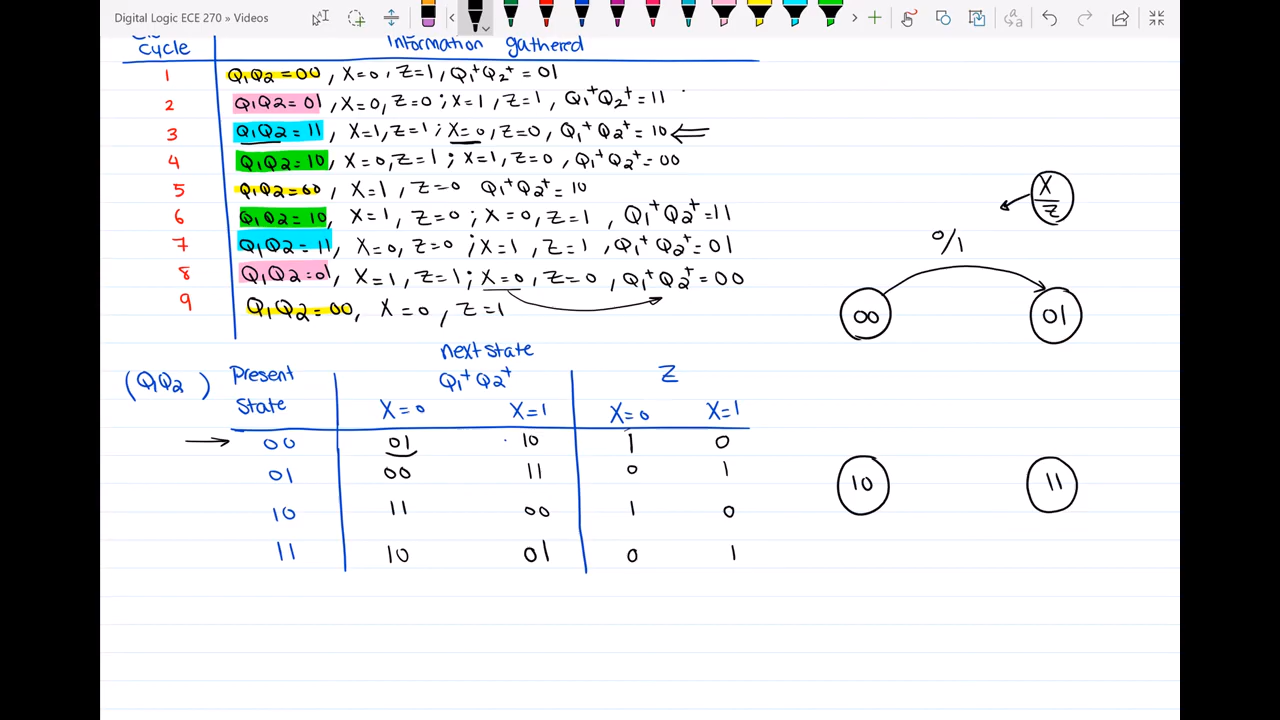 Digital Logic ECE 270 » Videos
Cycle Information gathered
1 Q1Q2=00, X=0, Z=1, Q1+Q2+=01
2 Q1Q2=01, X=0, Z=0; X=1, Z=1, Q1+Q2+=11
3 Q1Q2=11, X=1, Z=1; X=0, Z=0, Q1+Q2+=10
4 Q1Q2=10, X=0, Z=1; X=1, Z=0, Q1+Q2+=00
5 Q1Q2=00, X=1, Z=0 Q1+Q2+=10
6 Q1Q2=10, X=1, Z=0; X=0, Z=1, Q1+Q2+=11
7 Q1Q2=11, X=0, Z=0; X=1, Z=1, Q1+Q2+=01
8 Q1Q2=01, X=1, Z=1; X=0, Z=0, Q1+Q2+=00
9 Q1Q2=00, X=0, Z=1
next state
(Q1Q2) Present Q1+Q2+ Z
state X=0 X=1 X=0 X=1
00 01 10 1 0
01 00 11 0 1
10 11 00 1 0
11 10 01 0 1
X
Z
0/1
00 01
10 11